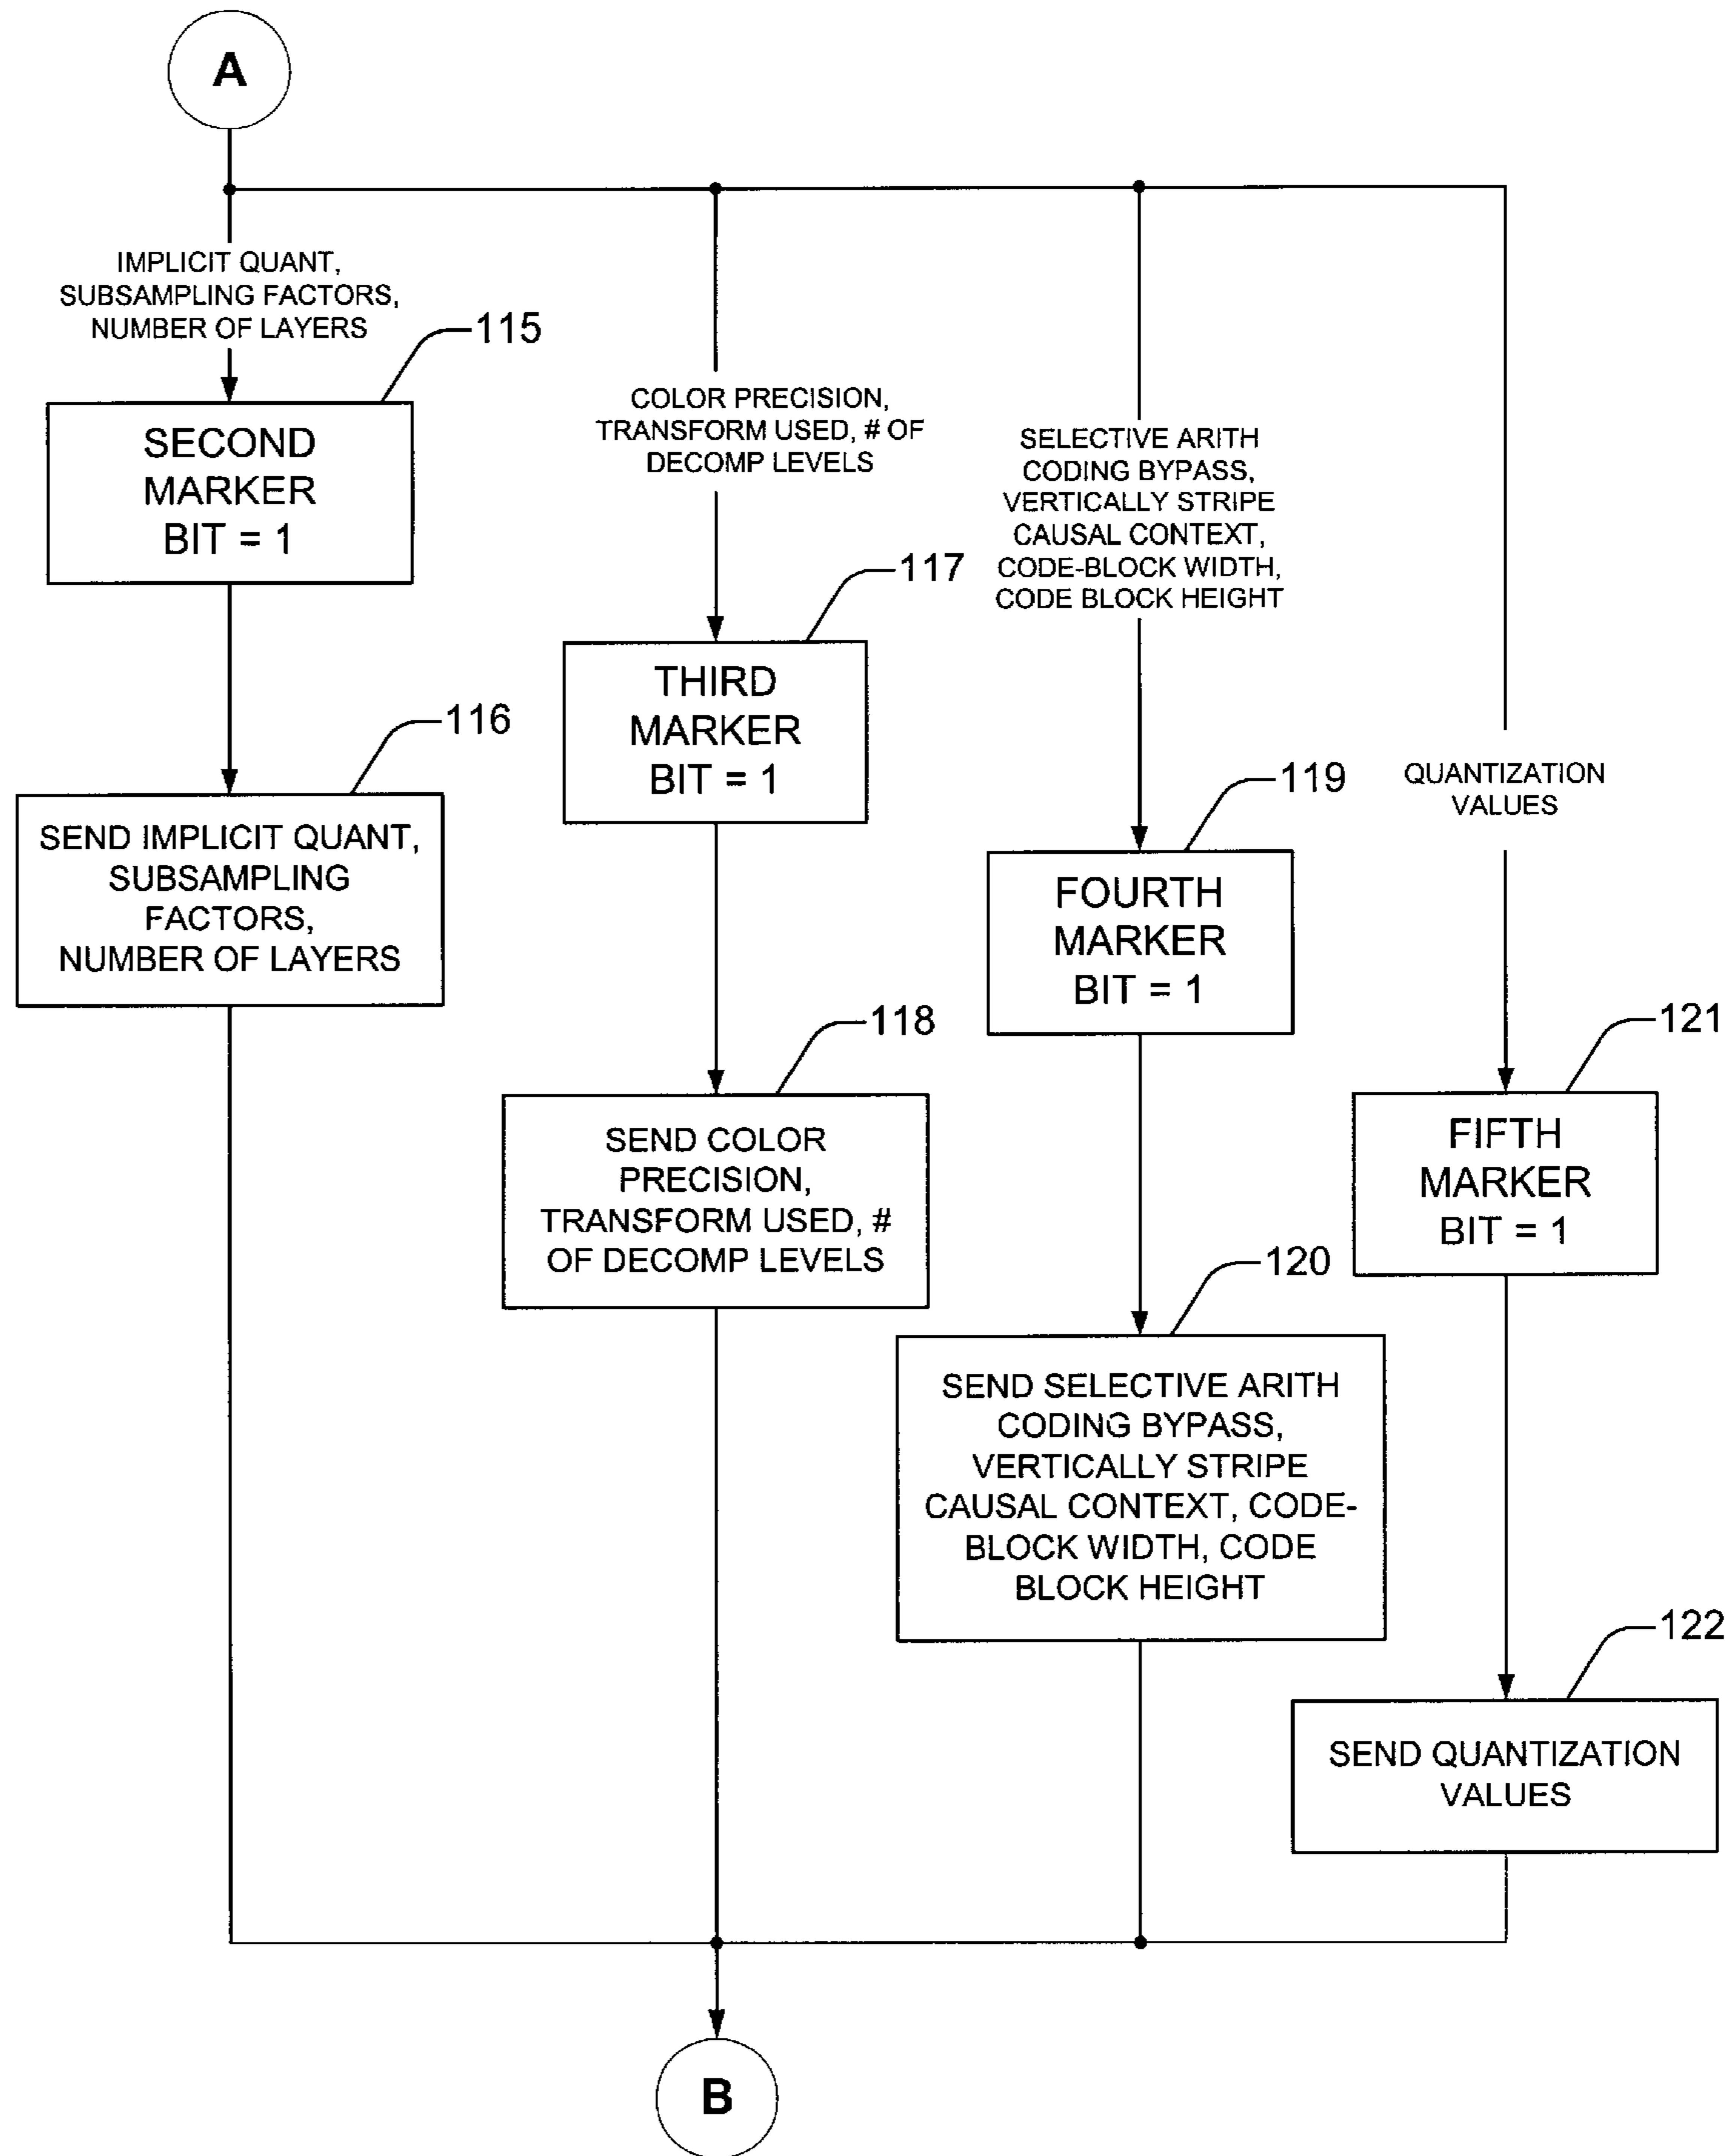 A
IMPLICIT QUANT,
SUBSAMPLING FACTORS,
NUMBER OF LAYERS
115
SECOND
MARKER
BIT = 1
116
SEND IMPLICIT QUANT,
SUBSAMPLING
FACTORS,
NUMBER OF LAYERS
COLOR PRECISION,
TRANSFORM USED, # OF
DECOMP LEVELS
117
THIRD
MARKER
BIT = 1
118
SEND COLOR
PRECISION,
TRANSFORM USED, #
OF DECOMP LEVELS
SELECTIVE ARITH
CODING BYPASS,
VERTICALLY STRIPE
CAUSAL CONTEXT,
CODE-BLOCK WIDTH,
CODE BLOCK HEIGHT
119
FOURTH
MARKER
BIT = 1
120
SEND SELECTIVE ARITH
CODING BYPASS,
VERTICALLY STRIPE
CAUSAL CONTEXT, CODE-
BLOCK WIDTH, CODE
BLOCK HEIGHT
QUANTIZATION
VALUES
121
FIFTH
MARKER
BIT = 1
122
SEND QUANTIZATION
VALUES
B